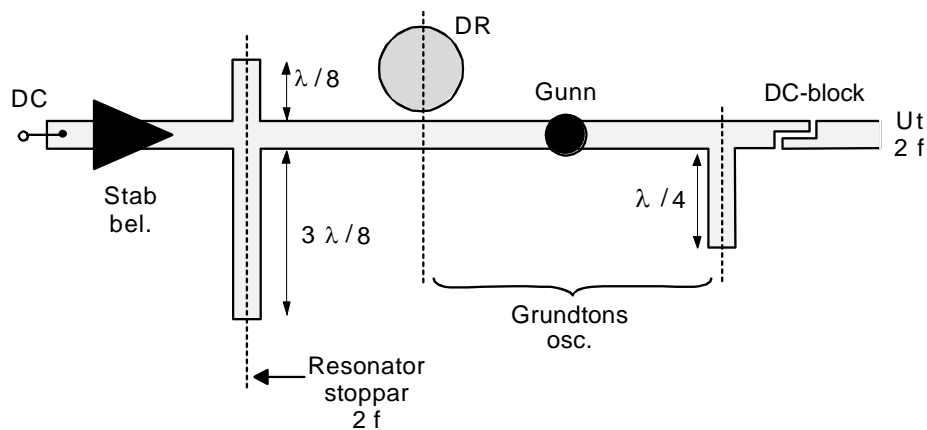 DR
λ/8
DC
Gunn
DC-block
Ut
2 f
Stab
bel.
λ/4
3 λ/8
Grundtons
osc.
Resonator
stoppar
2 f